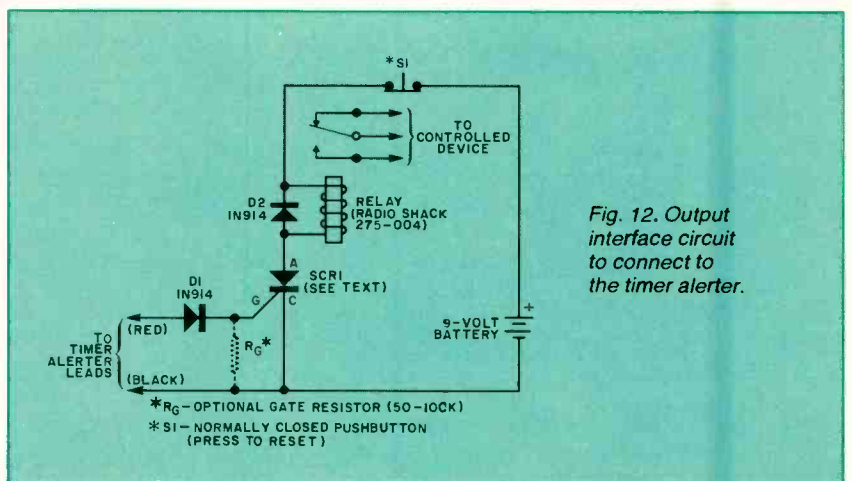 *S1
TO
CONTROLLED
DEVICE
D2
1N914
RELAY
(RADIO SHACK
275-004)
A
SCR1
(SEE TEXT)
G
C
D1
1N914
(RED)
TO
TIMER
ALERTER
LEADS
RG*
(BLACK)
+
9-VOLT
BATTERY
*RG—OPTIONAL GATE RESISTOR (50-100K)
*S1—NORMALLY CLOSED PUSHBUTTON
(PRESS TO RESET)
Fig. 12. Output
interface circuit
to connect to
the timer alerter.